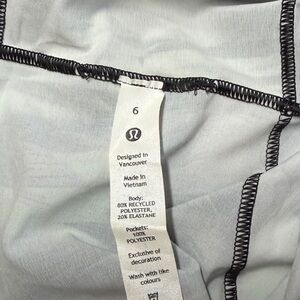 6
Designed in
Vancouver
Made in
Vietnam
Body:
80% RECYCLED
POLYESTER,
20% ELASTANE
Pockets:
100%
POLYESTER
Exclusive of
decoration
Wash with like
colours